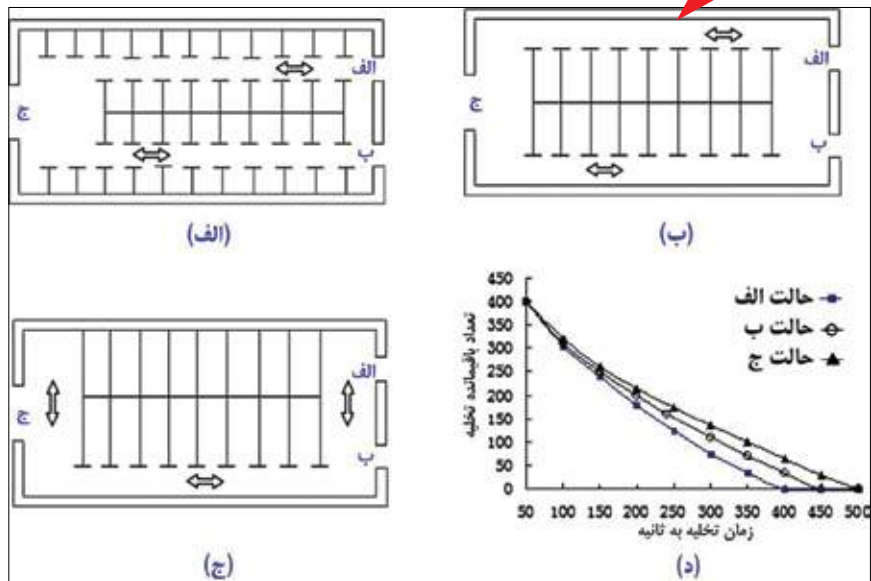 الف
ب
ج
(الف)
الف
ب
ج
(ب)
الف
ب
ج
(ج)
تعداد باقیمانده تخلیه
450
400
350
300
250
200
150
100
50
0
حالت الف
حالت ب
حالت ج
50 100 150 200 250 300 350 400 450 500
زمان تخلیه به ثانیه
(د)